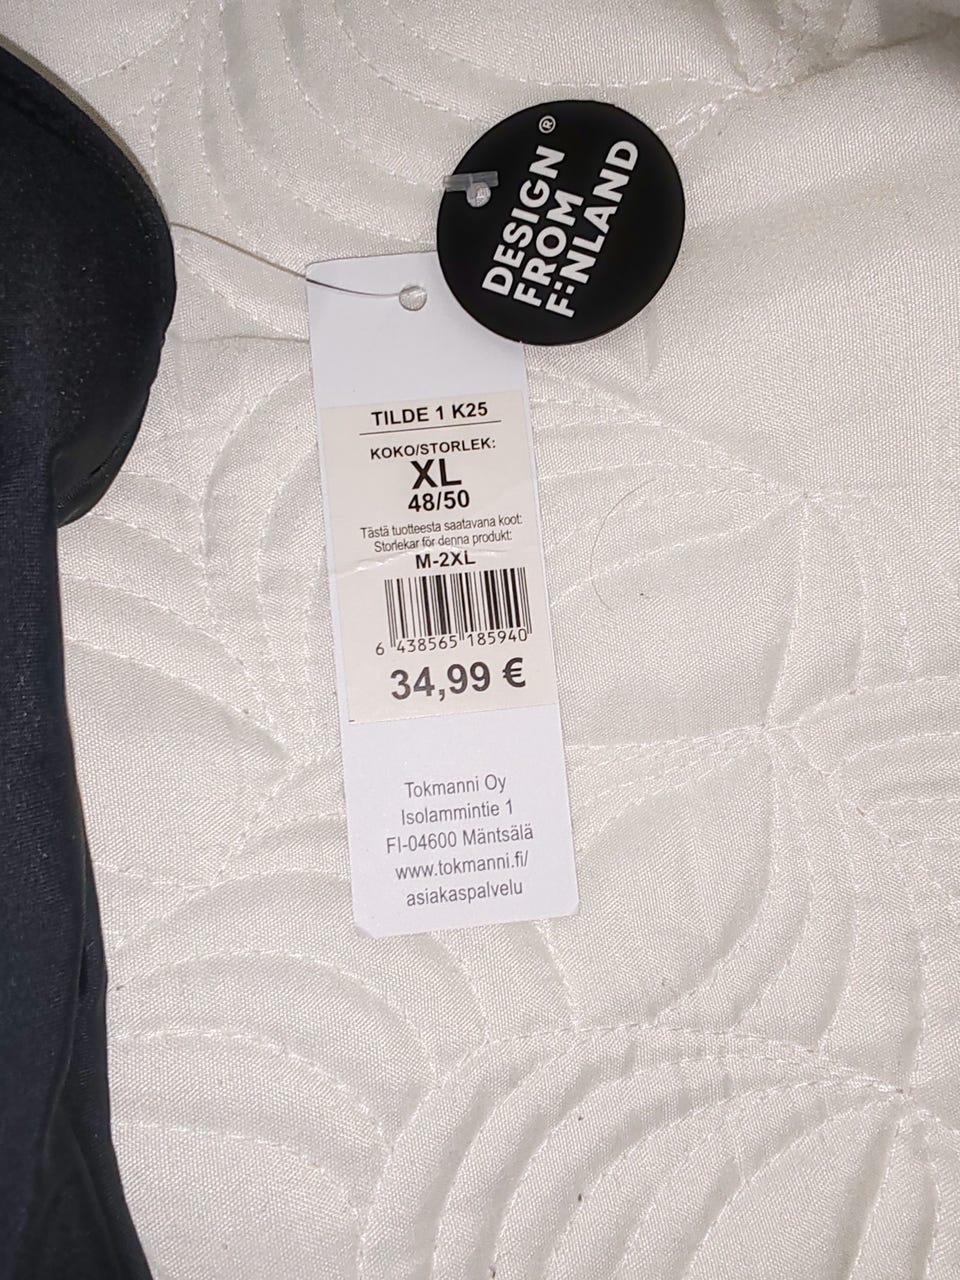 DESIGN ®
FROM
FINLAND
TILDE 1 K25
KOKO/STORLEK:
XL
48/50
Tästä tuotteesta saatavana koot:
Storlekar för denna produkt:
M-2XL
6 438565 185940
34,99 €
Tokmanni Oy
Isolammintie 1
FI-04600 Mäntsälä
www.tokmanni.fi/
asiakaspalvelu